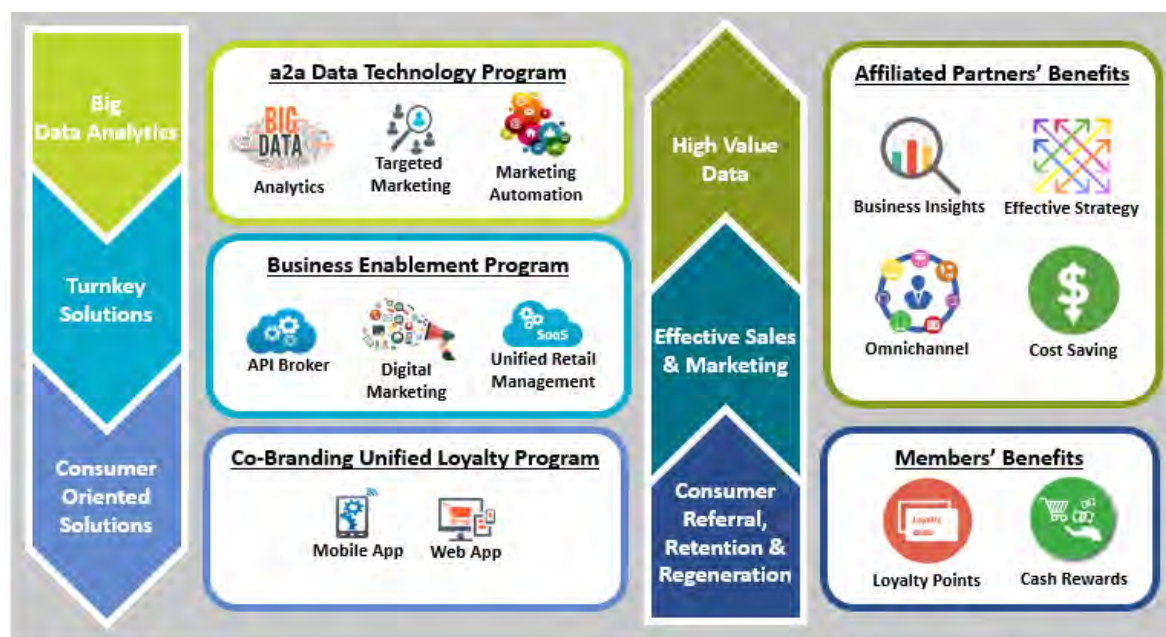 Big
Data Analytics
Turnkey
Solutions
Consumer
Oriented
Solutions
a2a Data Technology Program
BIG
DATA
Analytics
Targeted
Marketing
Marketing
Automation
Business Enablement Program
API Broker
Digital
Marketing
SaaS
Unified Retail
Management
Co-Branding Unified Loyalty Program
Mobile App
Web App
High Value
Data
Effective Sales
& Marketing
Consumer
Referral,
Retention &
Regeneration
Affiliated Partners’ Benefits
Business Insights
Effective Strategy
Omnichannel
Cost Saving
$
Members’ Benefits
Loyalty
Loyalty Points
Cash Rewards